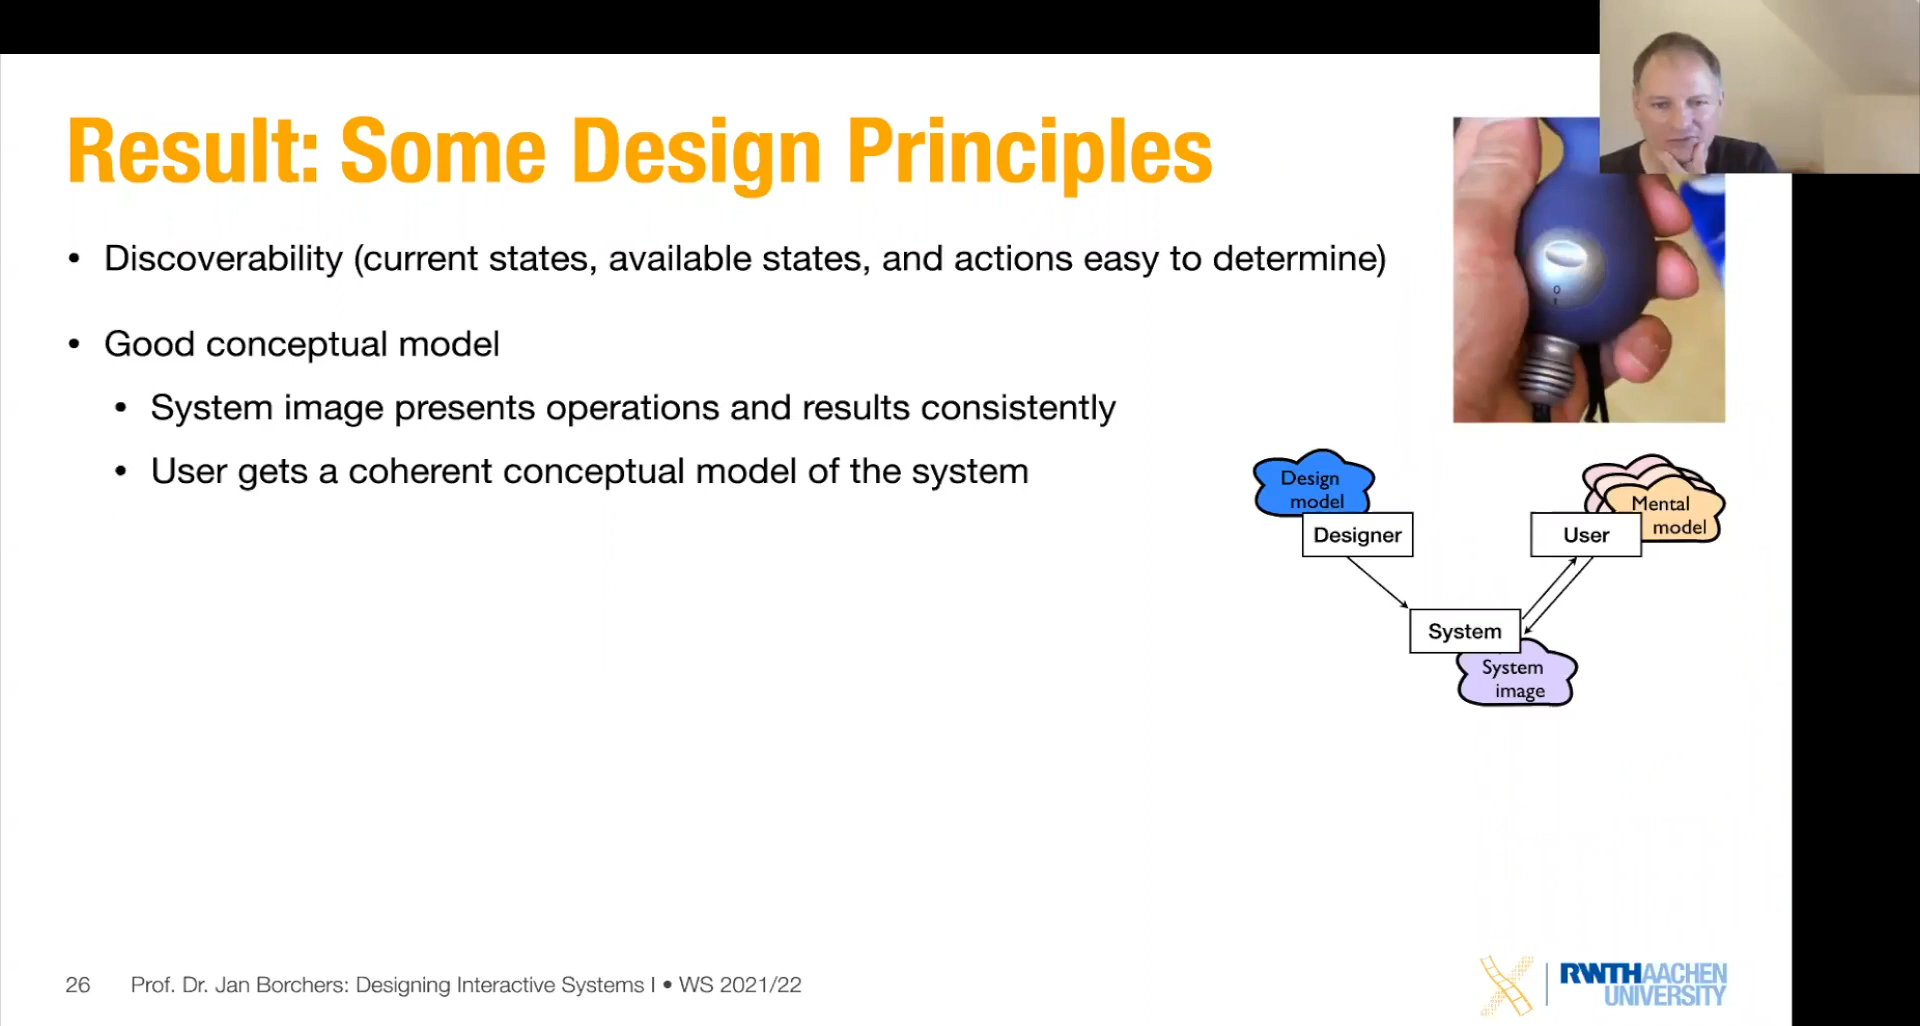 Result: Some Design Principles
• Discoverability (current states, available states, and actions easy to determine)
• Good conceptual model
• System image presents operations and results consistently
• User gets a coherent conceptual model of the system
0
Design
model
Designer
Mental
model
User
System
System
image
26 Prof. Dr. Jan Borchers: Designing Interactive Systems I • WS 2021/22
RWTHAACHEN
UNIVERSITY